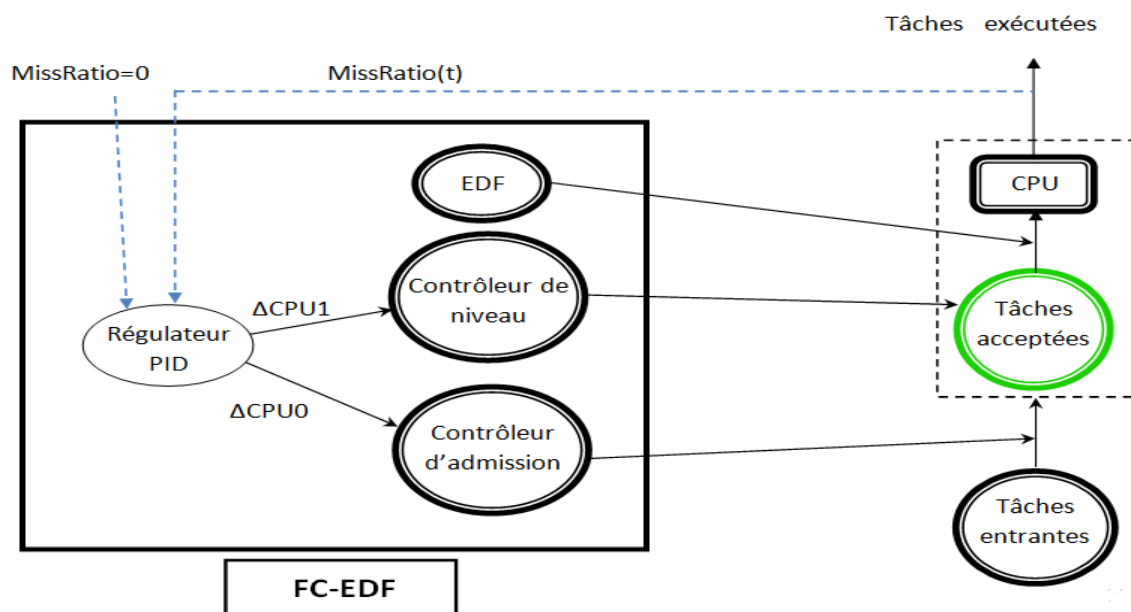 Tâches exécutées
MissRatio=0
MissRatio(t)
EDF
CPU
Contrôleur de
niveau
ΔCPU1
Tâches
acceptées
Régulateur
PID
ΔCPU0
Contrôleur
d'admission
Tâches
entrantes
FC-EDF